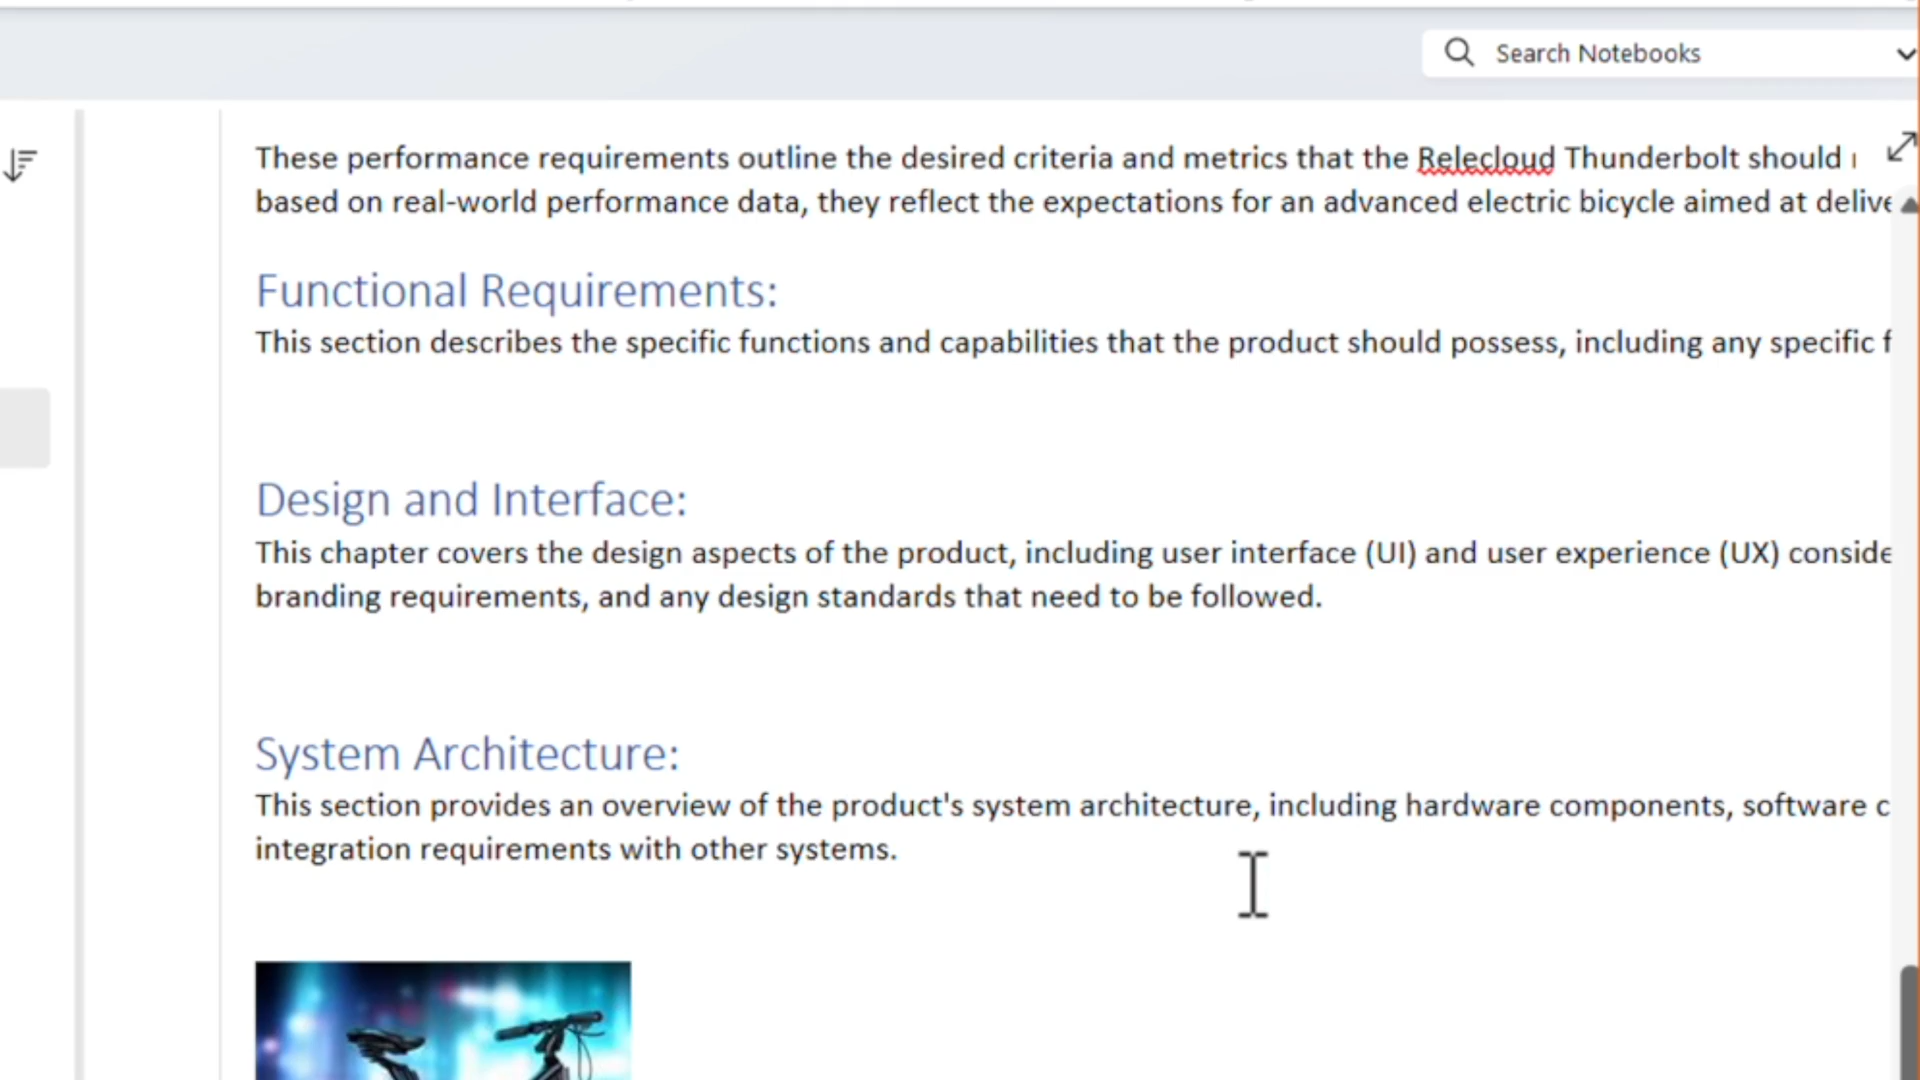 Search Notebooks
These performance requirements outline the desired criteria and metrics that the Relecloud Thunderbolt should
based on real-world performance data, they reflect the expectations for an advanced electric bicycle aimed at
Functional Requirements:
This section describes the specific functions and capabilities that the product should possess, including any specific
Design and Interface:
This chapter covers the design aspects of the product, including user interface (UI) and user experience (UX)
branding requirements, and any design standards that need to be followed.
System Architecture:
This section provides an overview of the product's system architecture, including hardware components, software
integration requirements with other systems.